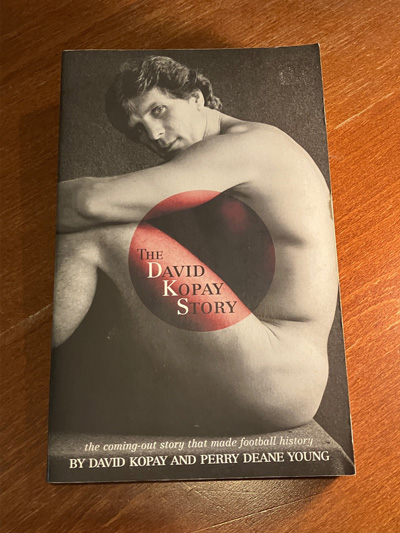 THE
DAVID
KOPAY
STORY
the coming-out story that made football history
BY DAVID KOPAY AND PERRY DEANE YOUNG